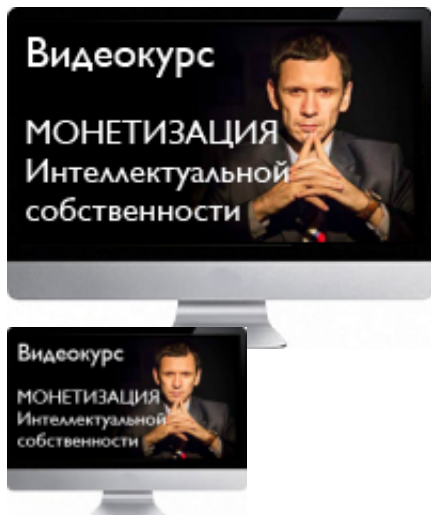 Видеокурс
МОНЕТИЗАЦИЯ
Интеллектуальной
собственности
Видеокурс
МОНЕТИЗАЦИЯ
Интеллектуальной
собственности